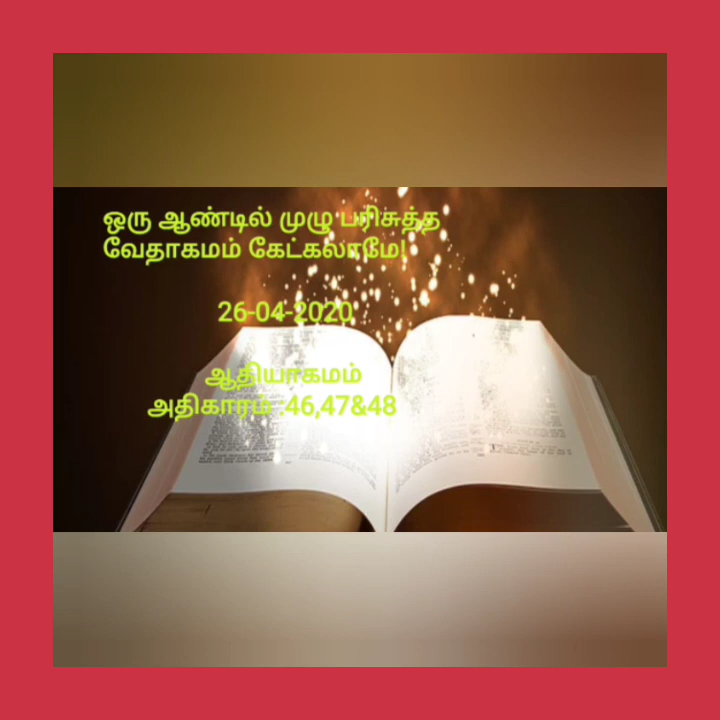 ஒரு ஆண்டில் முழு பரிசுத்த
வேதாகமம் கேட்கலாமே!
26-04-2020
ஆதியாகமம்
அதிகாரம் :46,47&48